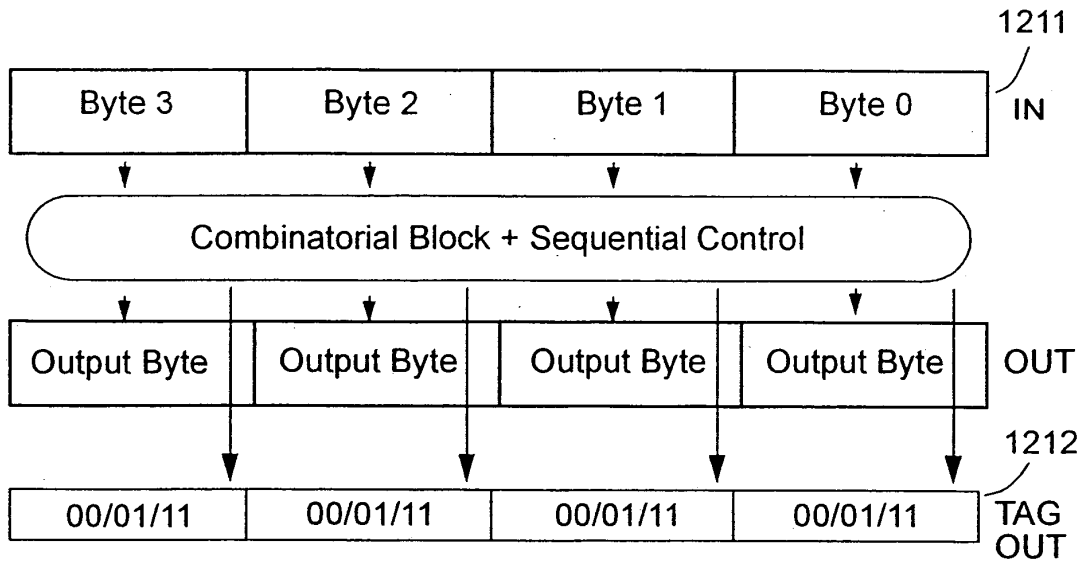 1211
Byte 3 Byte 2 Byte 1 Byte 0 IN
Combinatorial Block + Sequential Control
Output Byte Output Byte Output Byte Output Byte OUT
1212
00/01/11 00/01/11 00/01/11 00/01/11 TAG
OUT